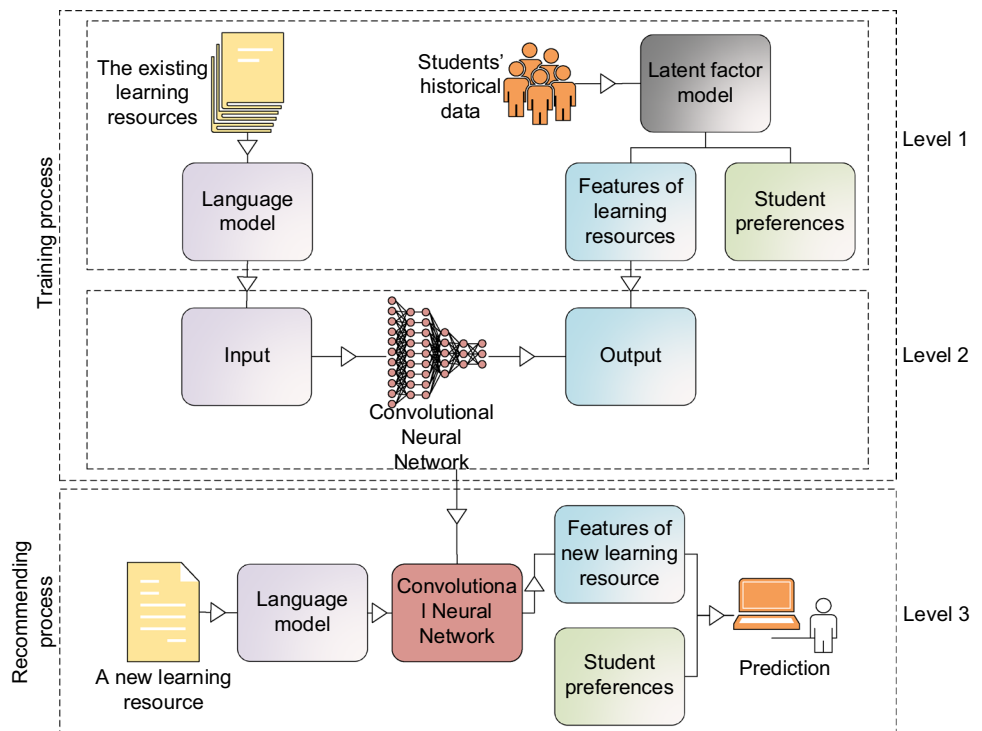 The existing
learning
resources
Students’
historical
data
Latent factor
model
Level 1
Language
model
Features of
learning
resources
Student
preferences
Training process
Input
Convolutional
Neural
Network
Output
Level 2
Recommending
process
A new learning
resource
Language
model
Convolutiona
l Neural
Network
Features of
new learning
resource
Student
preferences
Prediction
Level 3